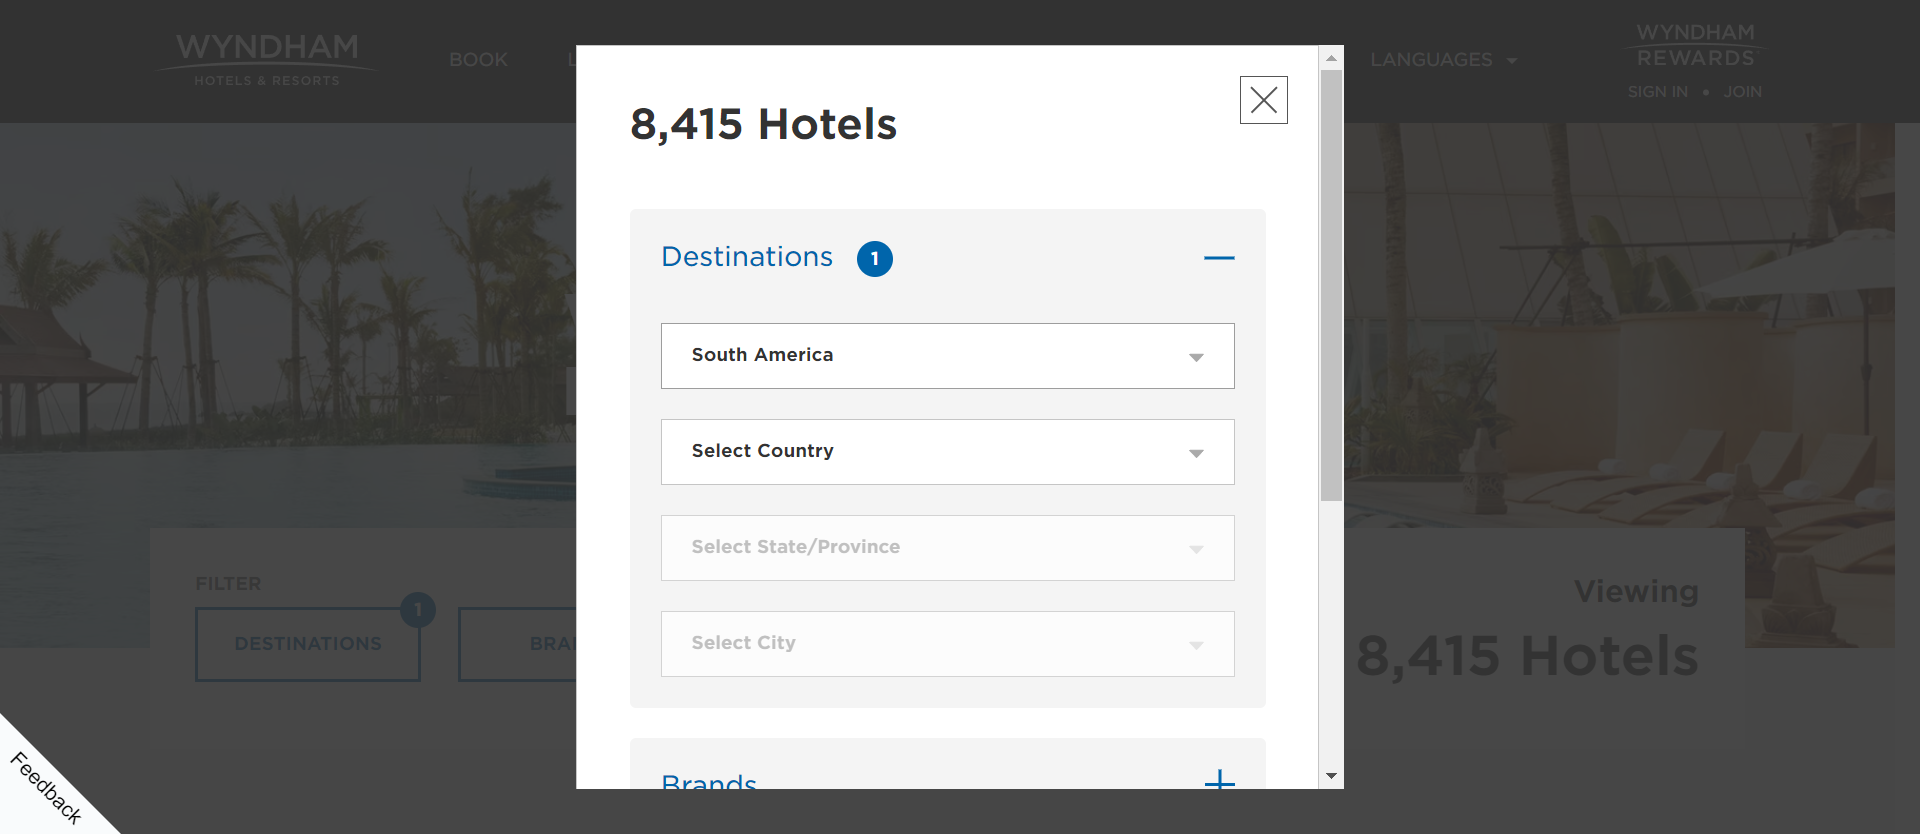 WYNDHAM
HOTELS & RESORTS
BOOK
L
LANGUAGES
WYNDHAM
REWARDS
SIGN IN • JOIN
8,415 Hotels
Destinations 1
South America
Select Country
Select State/Province
Select City
Brands
FILTER
DESTINATIONS 1
BRA
Viewing
8,415 Hotels
Feedback